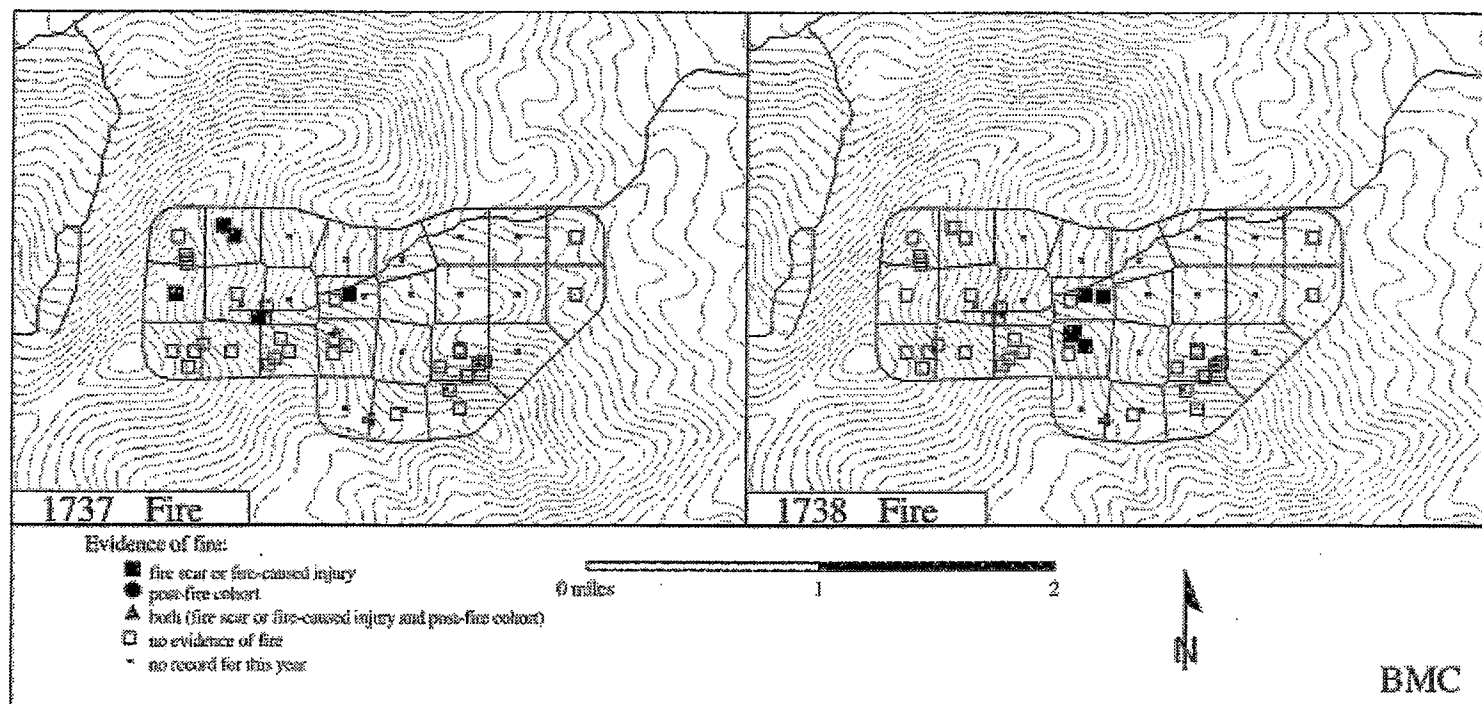 1737 Fire
1738 Fire
Evidence of fire:
fire scar or fire-caused injury
post-fire cohort
both (fire scar or fire-caused injury and post-fire cohort)
no evidence of fire
no record for this year
0 miles 1 2
N
BMC